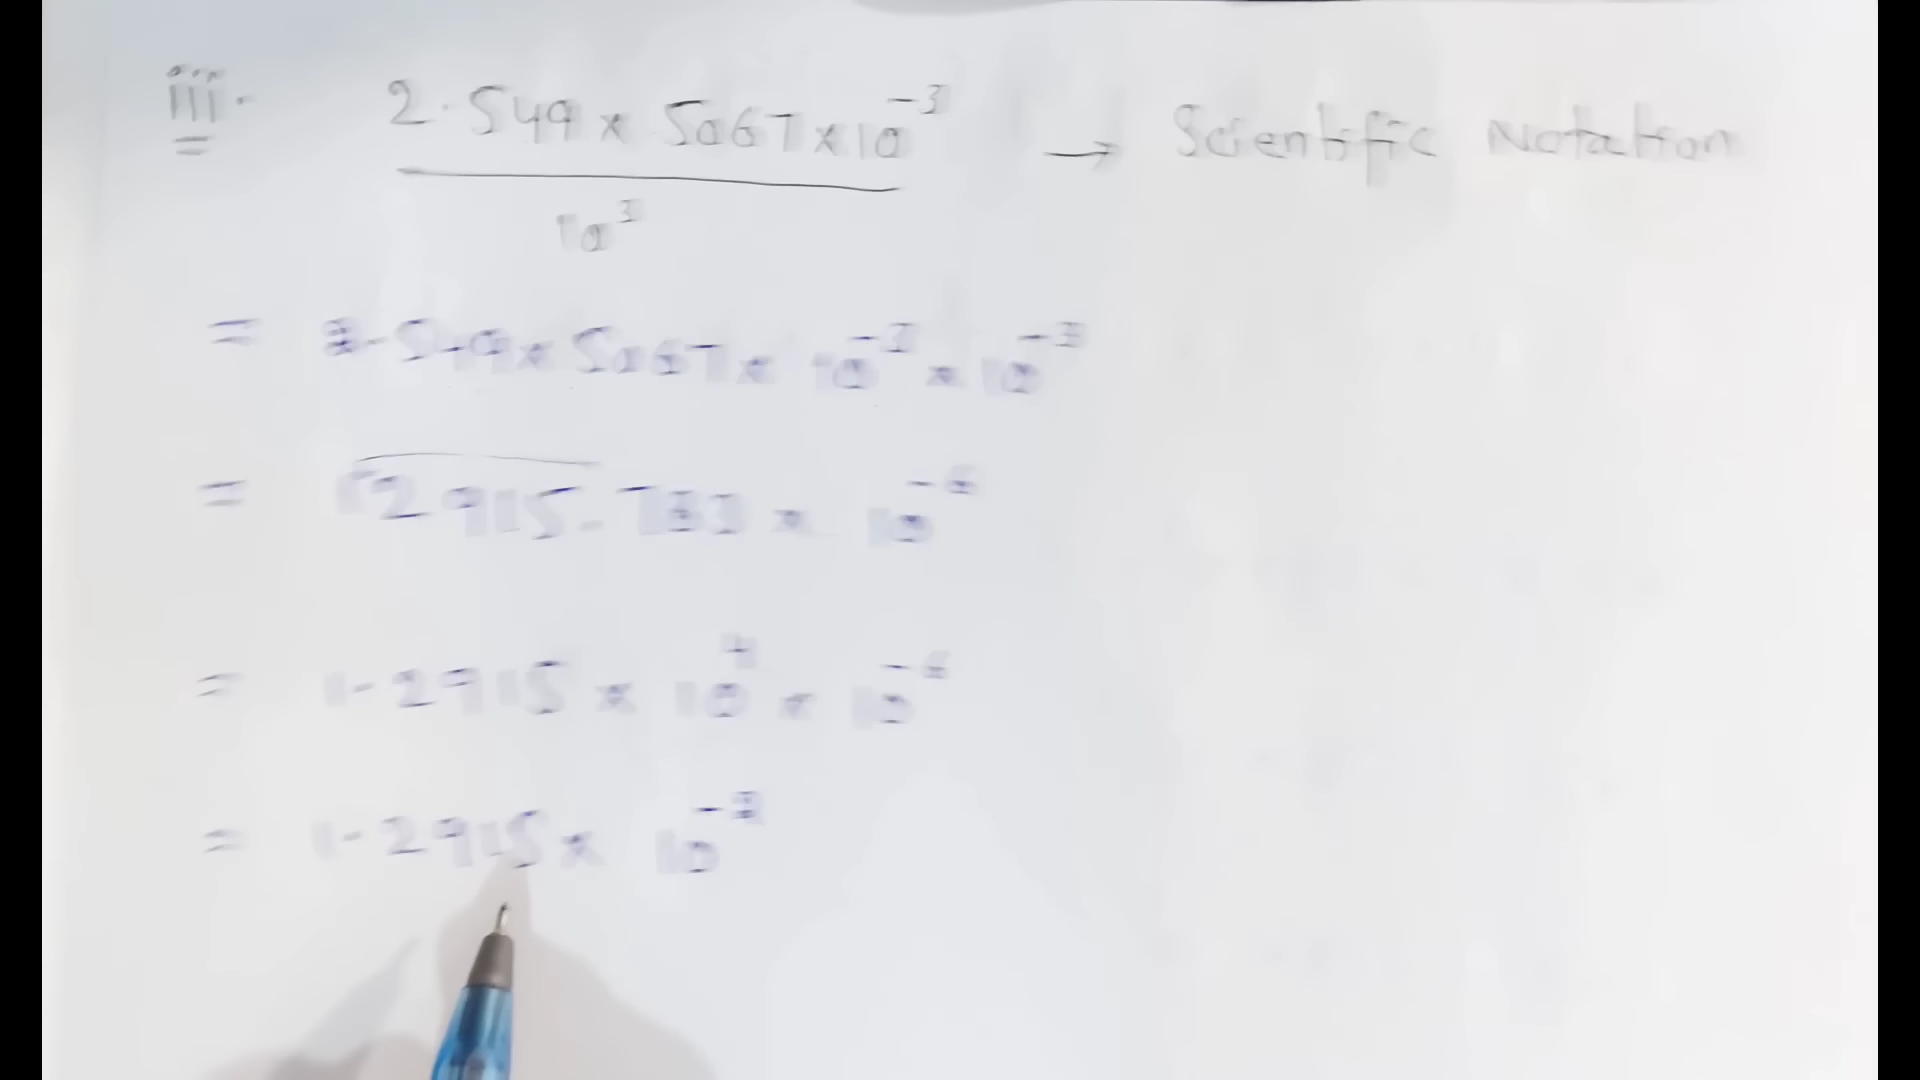 iii. 2.549 × 5067 × 10⁻³ / 10³ → Scientific Notation
= 2.549 × 5067 × 10⁻³ × 10⁻³
= 12915.783 × 10⁻⁶
= 1.2915 × 10⁴ × 10⁻⁶
= 1.2915 × 10⁻²